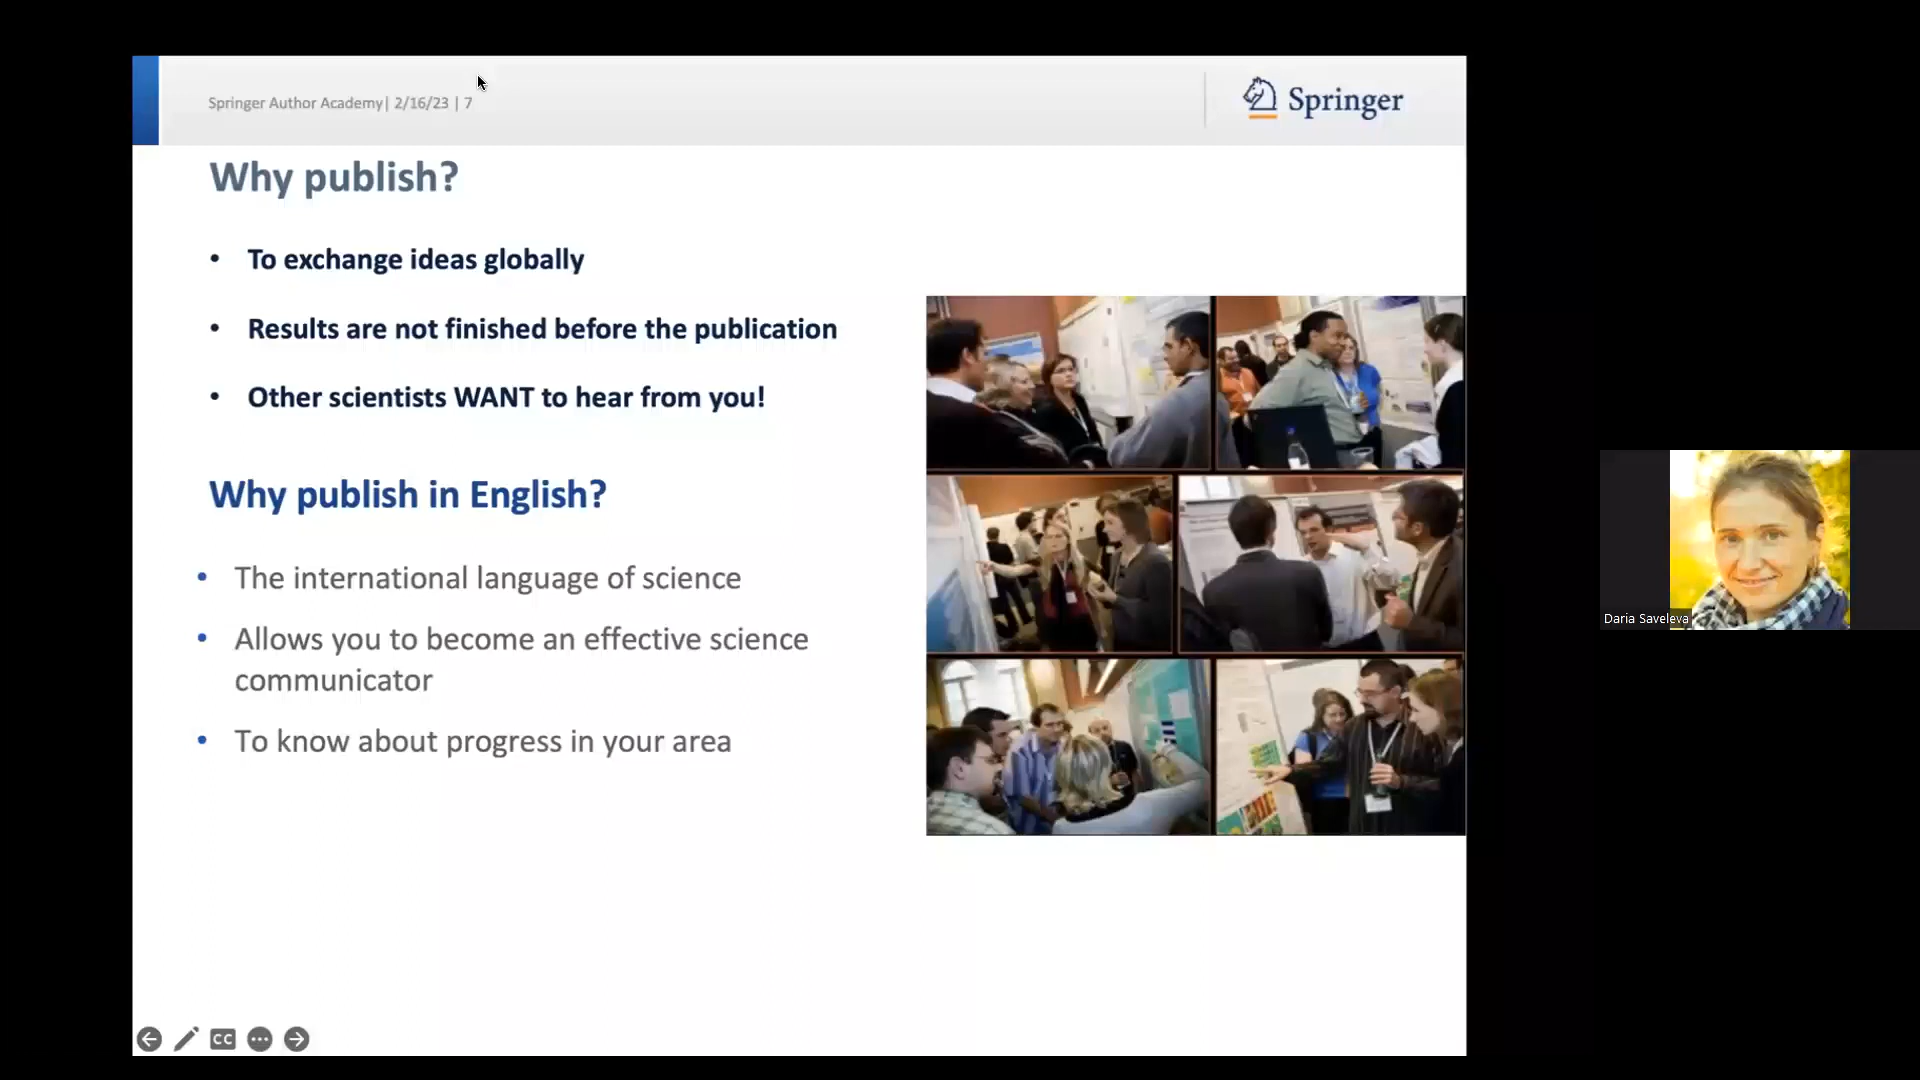 Springer Author Academy| 2/16/23 | 7
Springer
Why publish?
• To exchange ideas globally
• Results are not finished before the publication
• Other scientists WANT to hear from you!
Why publish in English?
• The international language of science
• Allows you to become an effective science
communicator
• To know about progress in your area
Daria Saveleva
CC